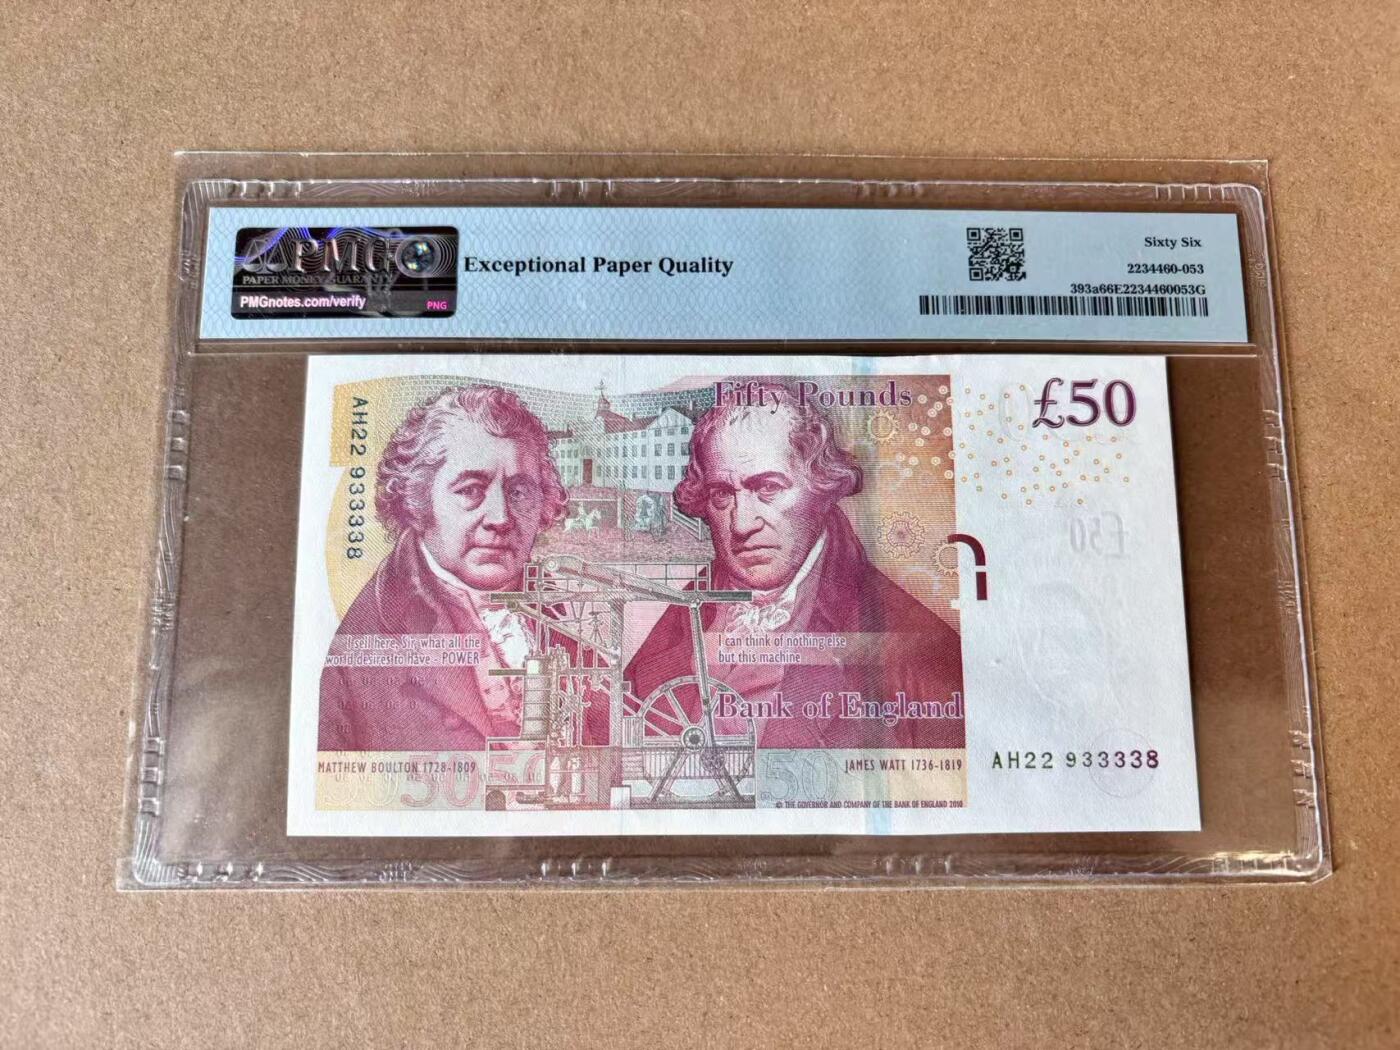 PMG
PAPER MONEY GUARANTY
PMGnotes.com/verify
PNG
Exceptional Paper Quality
Sixty Six
2234460-053
393a66E2234460053G
Fifty Pounds
£50
AH22 933338
£50
I sell here, Sir, what all the
world desires to have - POWER
I can think of nothing else
but this machine
Bank of England
AH22 933338
MATTHEW BOULTON 1728-1809
JAMES WATT 1736-1819
50
50
© THE GOVERNOR AND COMPANY OF THE BANK OF ENGLAND 2010